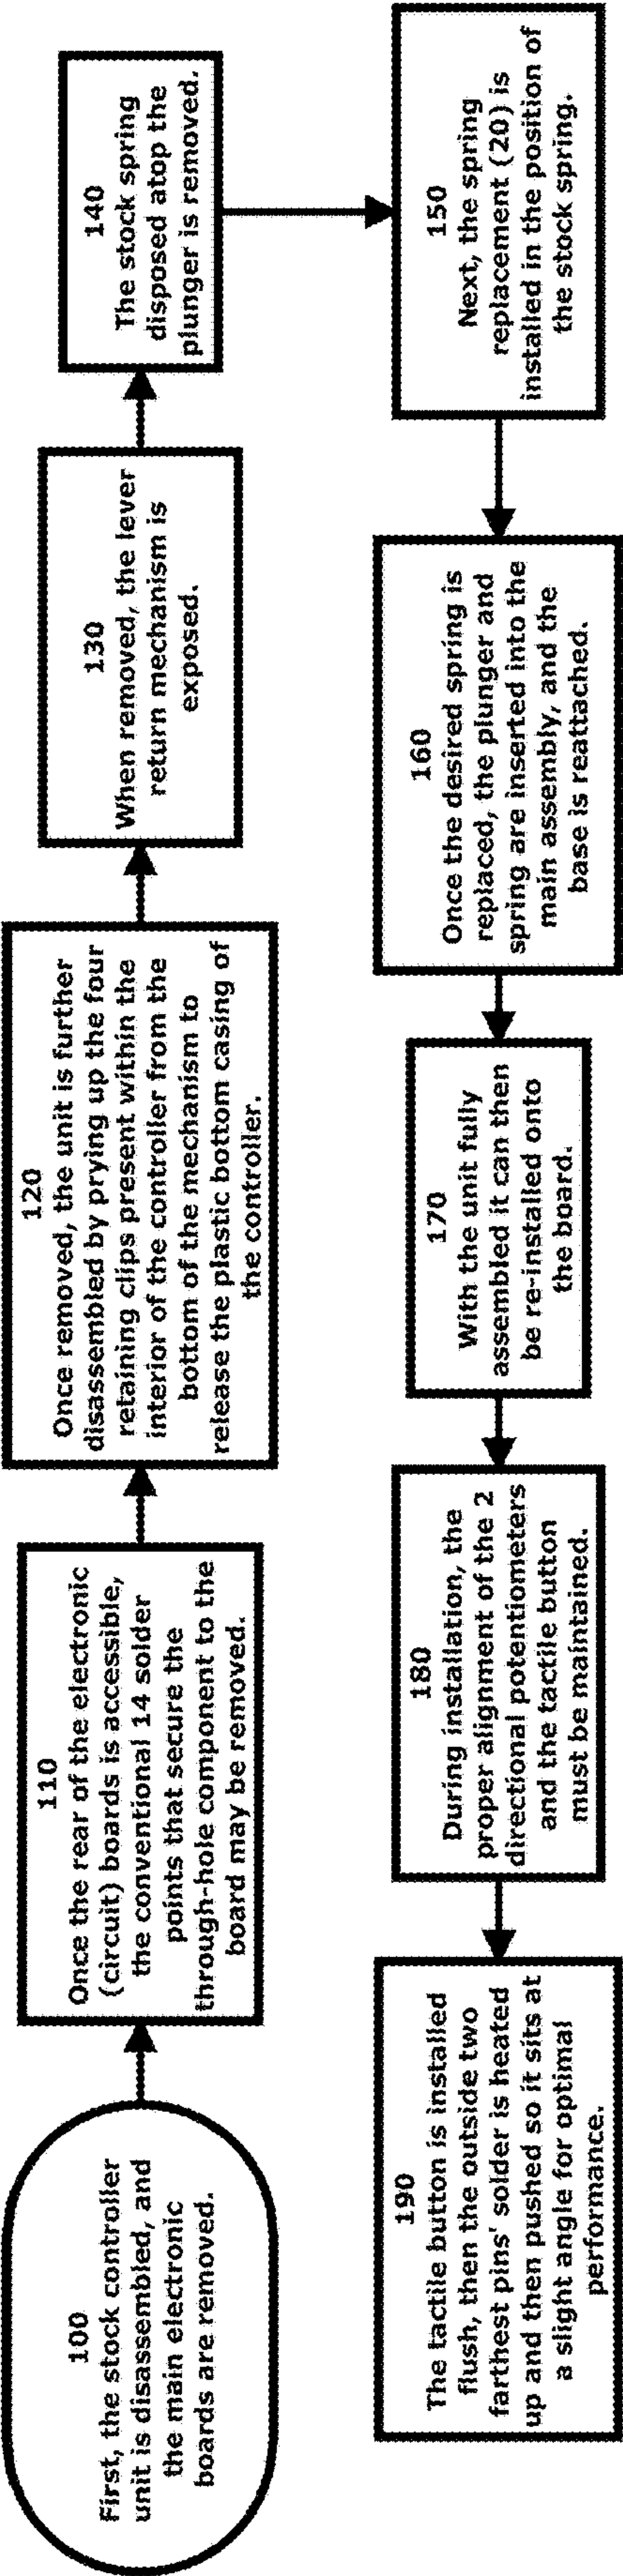 100
First, the stock controller
unit is disassembled, and
the main electronic
boards are removed.
110
Once the rear of the electronic
(circuit) boards is accessible,
the conventional 14 solder
points that secure the
through-hole component to the
board may be removed.
120
Once removed, the unit is further
disassembled by prying up the four
retaining clips present within the
interior of the controller from the
bottom of the mechanism to
release the plastic bottom casing of
the controller.
130
When removed, the lever
return mechanism is
exposed.
140
The stock spring
disposed atop the
plunger is removed.
150
Next, the spring
replacement (20) is
installed in the position of
the stock spring.
160
Once the desired spring is
replaced, the plunger and
spring are inserted into the
main assembly, and the
base is reattached.
170
With the unit fully
assembled it can then
be re-installed onto
the board.
180
During installation, the
proper alignment of the 2
directional potentiometers
and the tactile button
must be maintained.
190
The tactile button is installed
flush, then the outside two
farthest pins' solder is heated
up and then pushed so it sits at
a slight angle for optimal
performance.